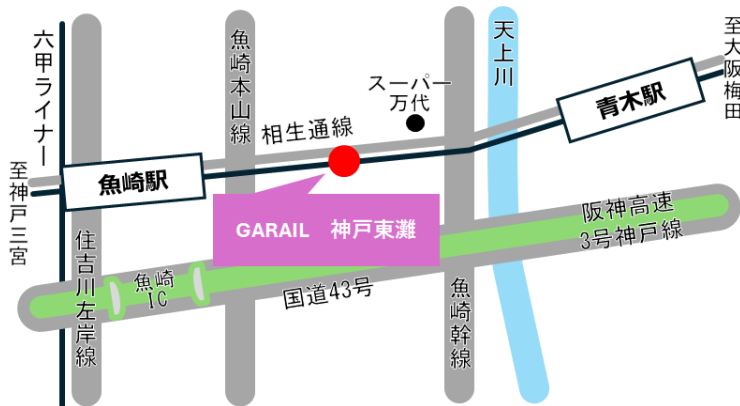 六甲ライナー
魚崎本山線
天上川
至大阪梅田
スーパー
万代
青木駅
相生通線
魚崎駅
至神戸三宮
GARAIL　神戸東灘
阪神高速
3号神戸線
住吉川左岸線
魚崎
IC
国道43号
魚崎幹線